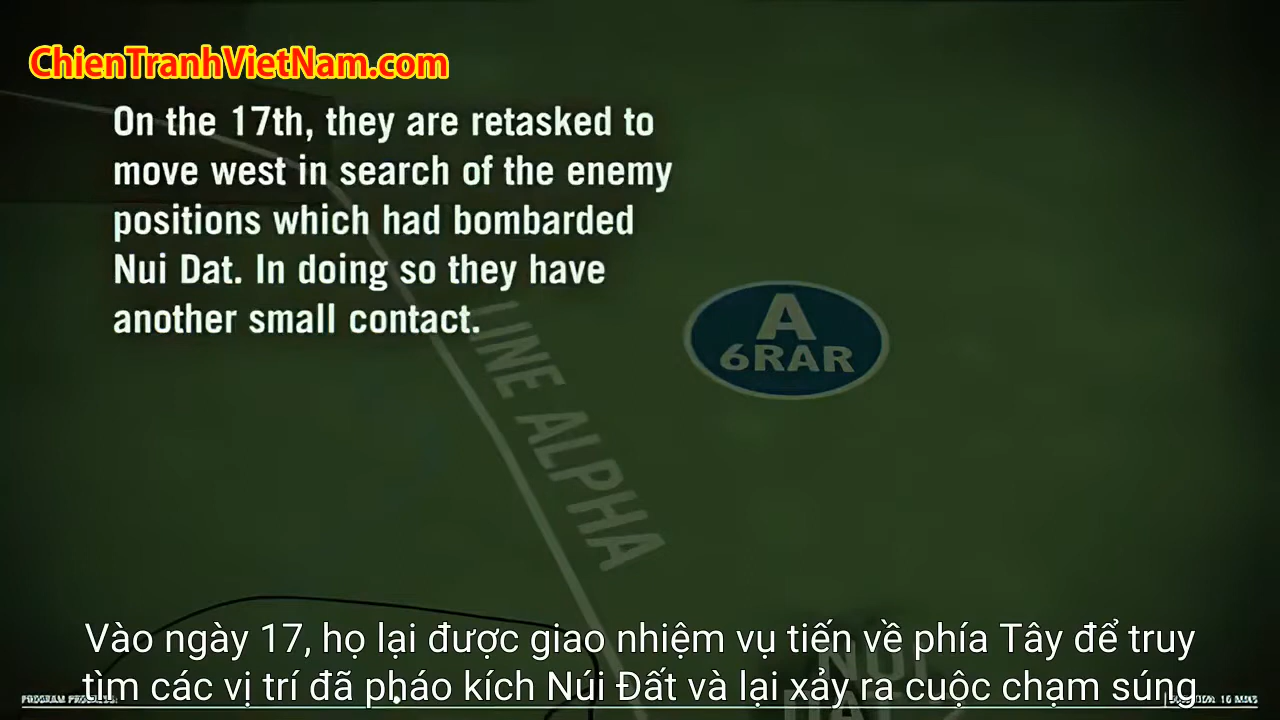 ChienTranhVietNam.com
On the 17th, they are retasked to
move west in search of the enemy
positions which had bombarded
Nui Dat. In doing so they have
another small contact.
A
6RAR
LINE ALPHA
NUI
DAT
Vào ngày 17, họ lại được giao nhiệm vụ tiến về phía Tây để truy
tìm các vị trí đã pháo kích Núi Đất và lại xảy ra cuộc chạm súng